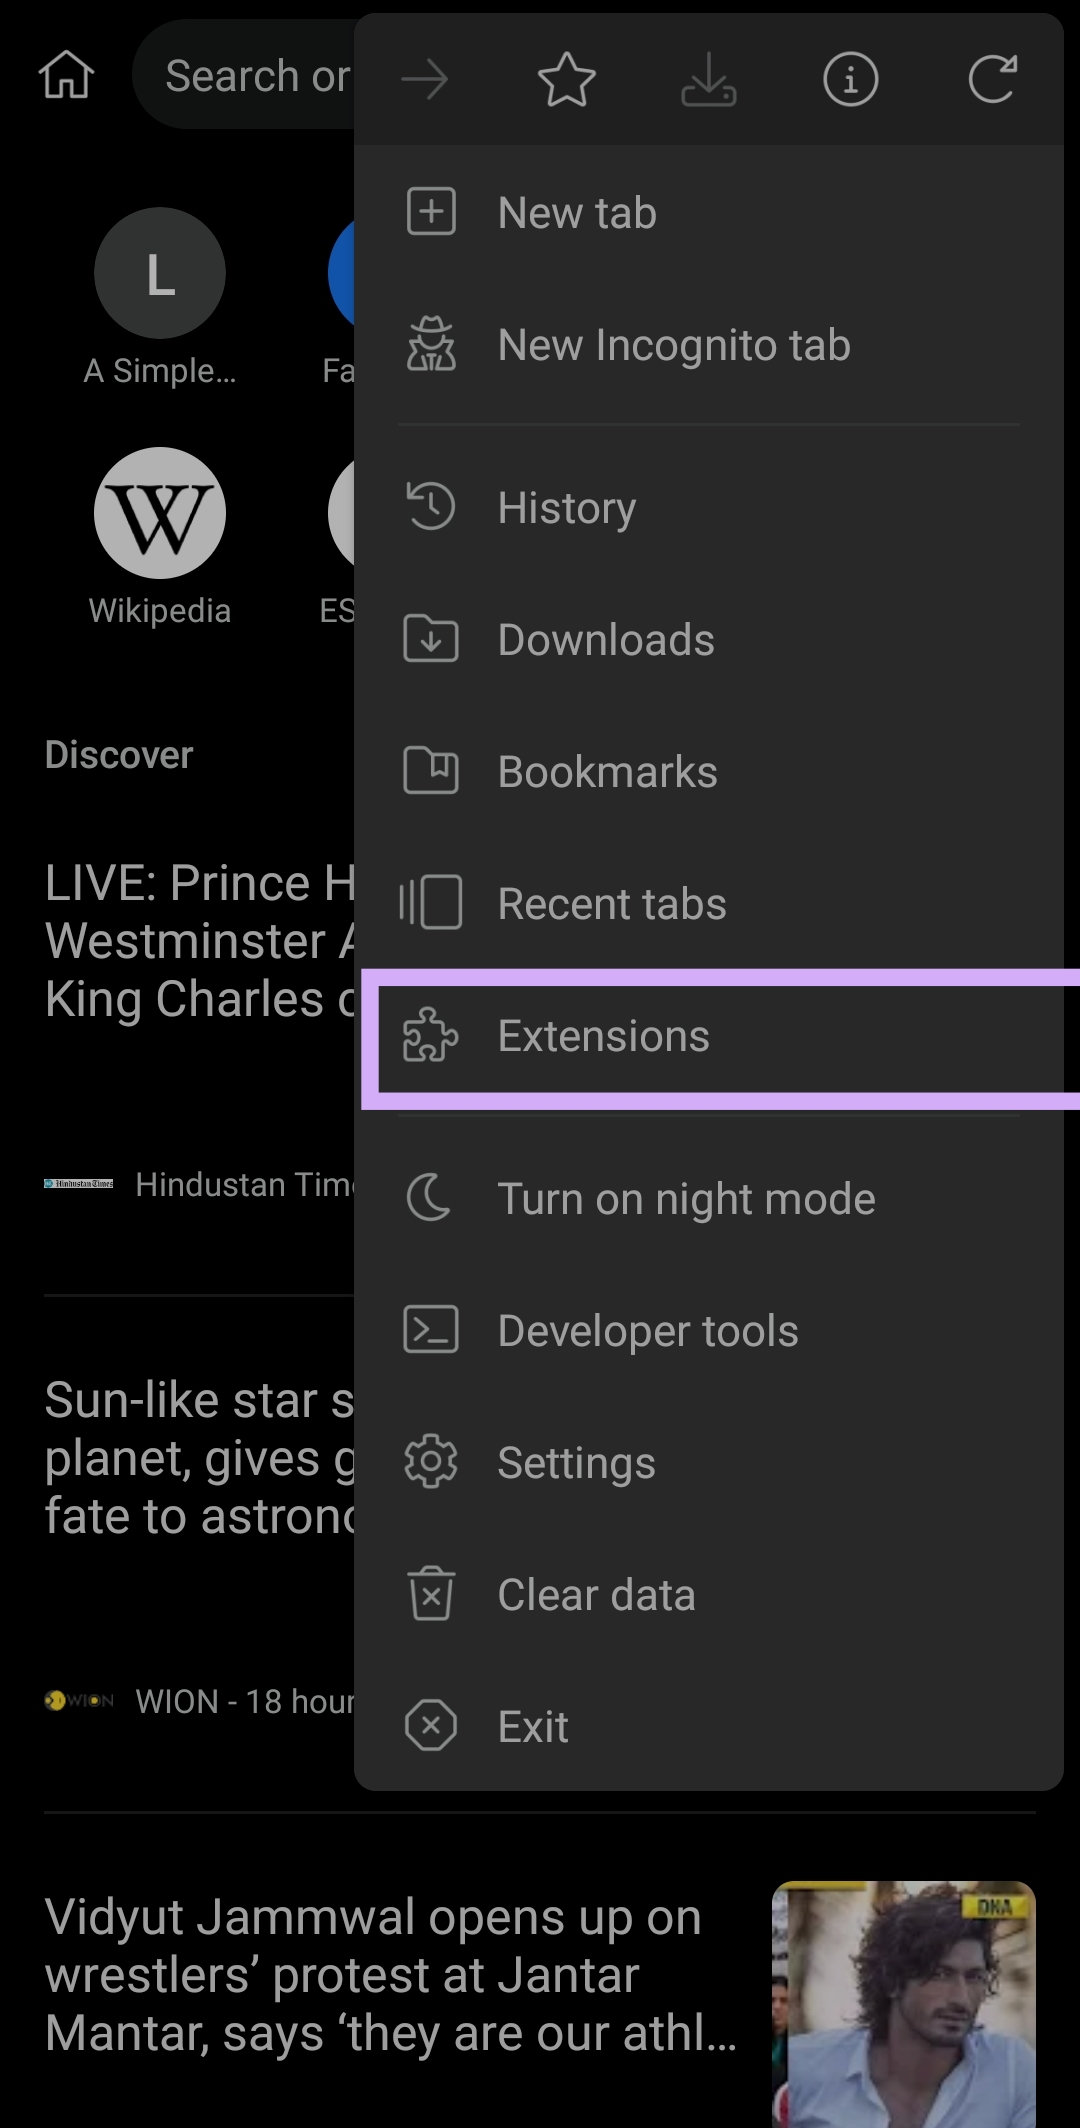 Search or
L
A Simple...
Fa
W
Wikipedia
ES
Discover
LIVE: Prince H
Westminster A
King Charles c
Hindustan Times
Hindustan Time
Sun-like star s
planet, gives g
fate to astrono
WION
WION - 18 hour
New tab
New Incognito tab
History
Downloads
Bookmarks
Recent tabs
Extensions
Turn on night mode
Developer tools
Settings
Clear data
Exit
Vidyut Jammwal opens up on
wrestlers’ protest at Jantar
Mantar, says ‘they are our athl...
DNA